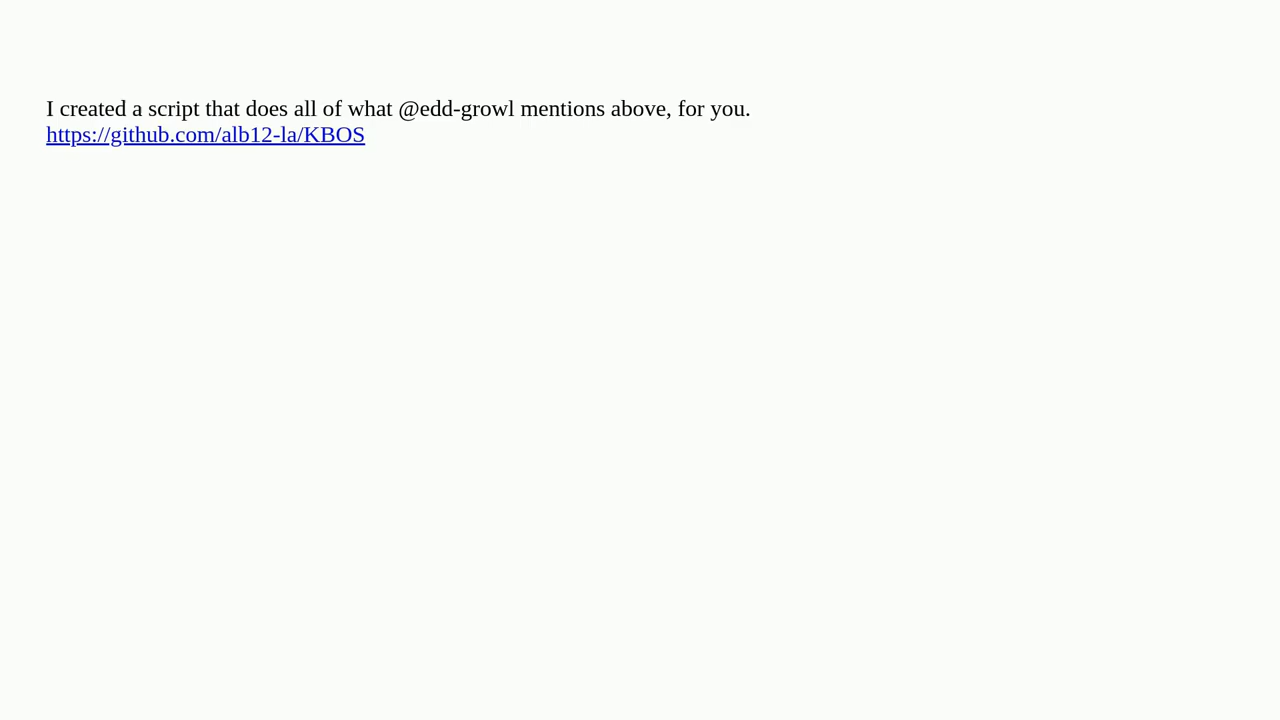 I created a script that does all of what @edd-growl mentions above, for you.
https://github.com/alb12-la/KBOS